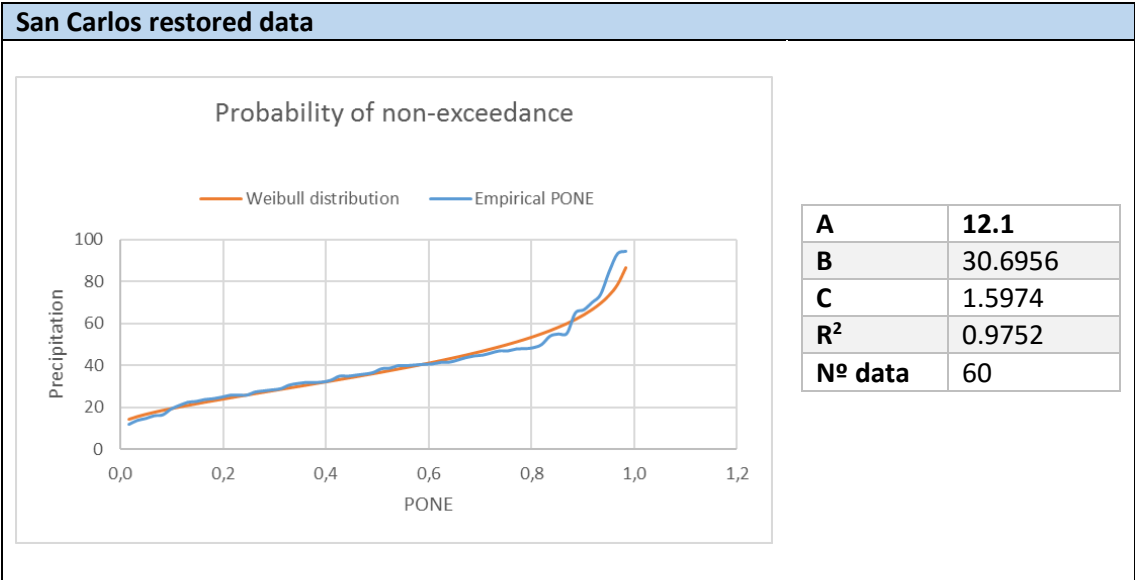 San Carlos restored data
Probability of non-exceedance
Weibull distribution Empirical PONE
Precipitation
100
80
60
40
20
0
0,0 0,2 0,4 0,6 0,8 1,0 1,2
PONE
A 12.1
B 30.6956
C 1.5974
R² 0.9752
Nº data 60